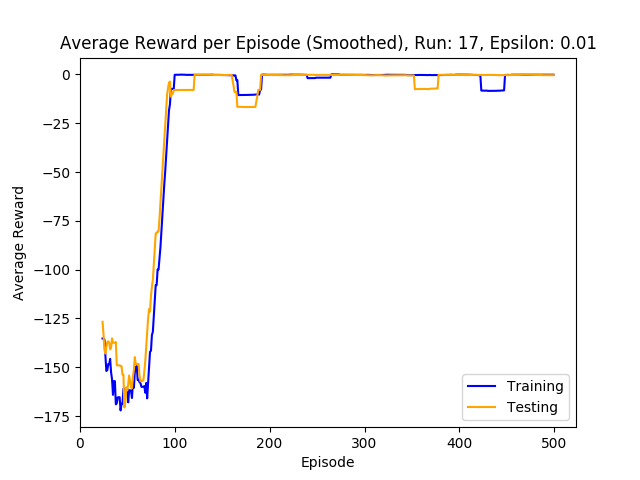 Average Reward per Episode (Smoothed), Run: 17, Epsilon: 0.01
0
−25
−50
−75
−100
−125
−150
−175
Average Reward
0 100 200 300 400 500
Episode
Training
Testing